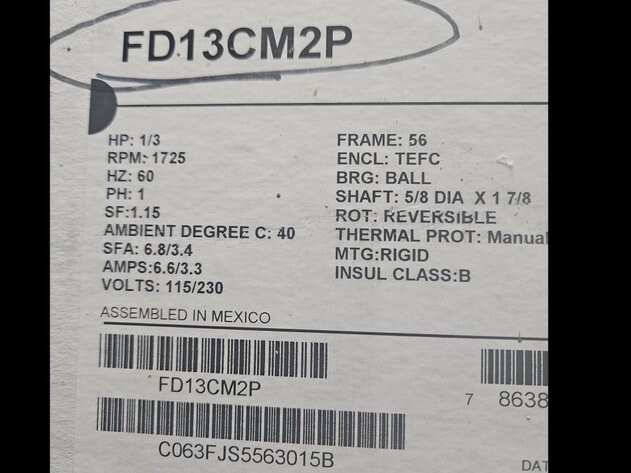 FD13CM2P
HP: 1/3
RPM: 1725
HZ: 60
PH: 1
SF:1.15
AMBIENT DEGREE C: 40
SFA: 6.8/3.4
AMPS:6.6/3.3
VOLTS: 115/230
FRAME: 56
ENCL: TEFC
BRG: BALL
SHAFT: 5/8 DIA X 1 7/8
ROT: REVERSIBLE
THERMAL PROT: Manual
MTG:RIGID
INSUL CLASS:B
ASSEMBLED IN MEXICO
FD13CM2P
7 8638
C063FJS5563015B
DAT